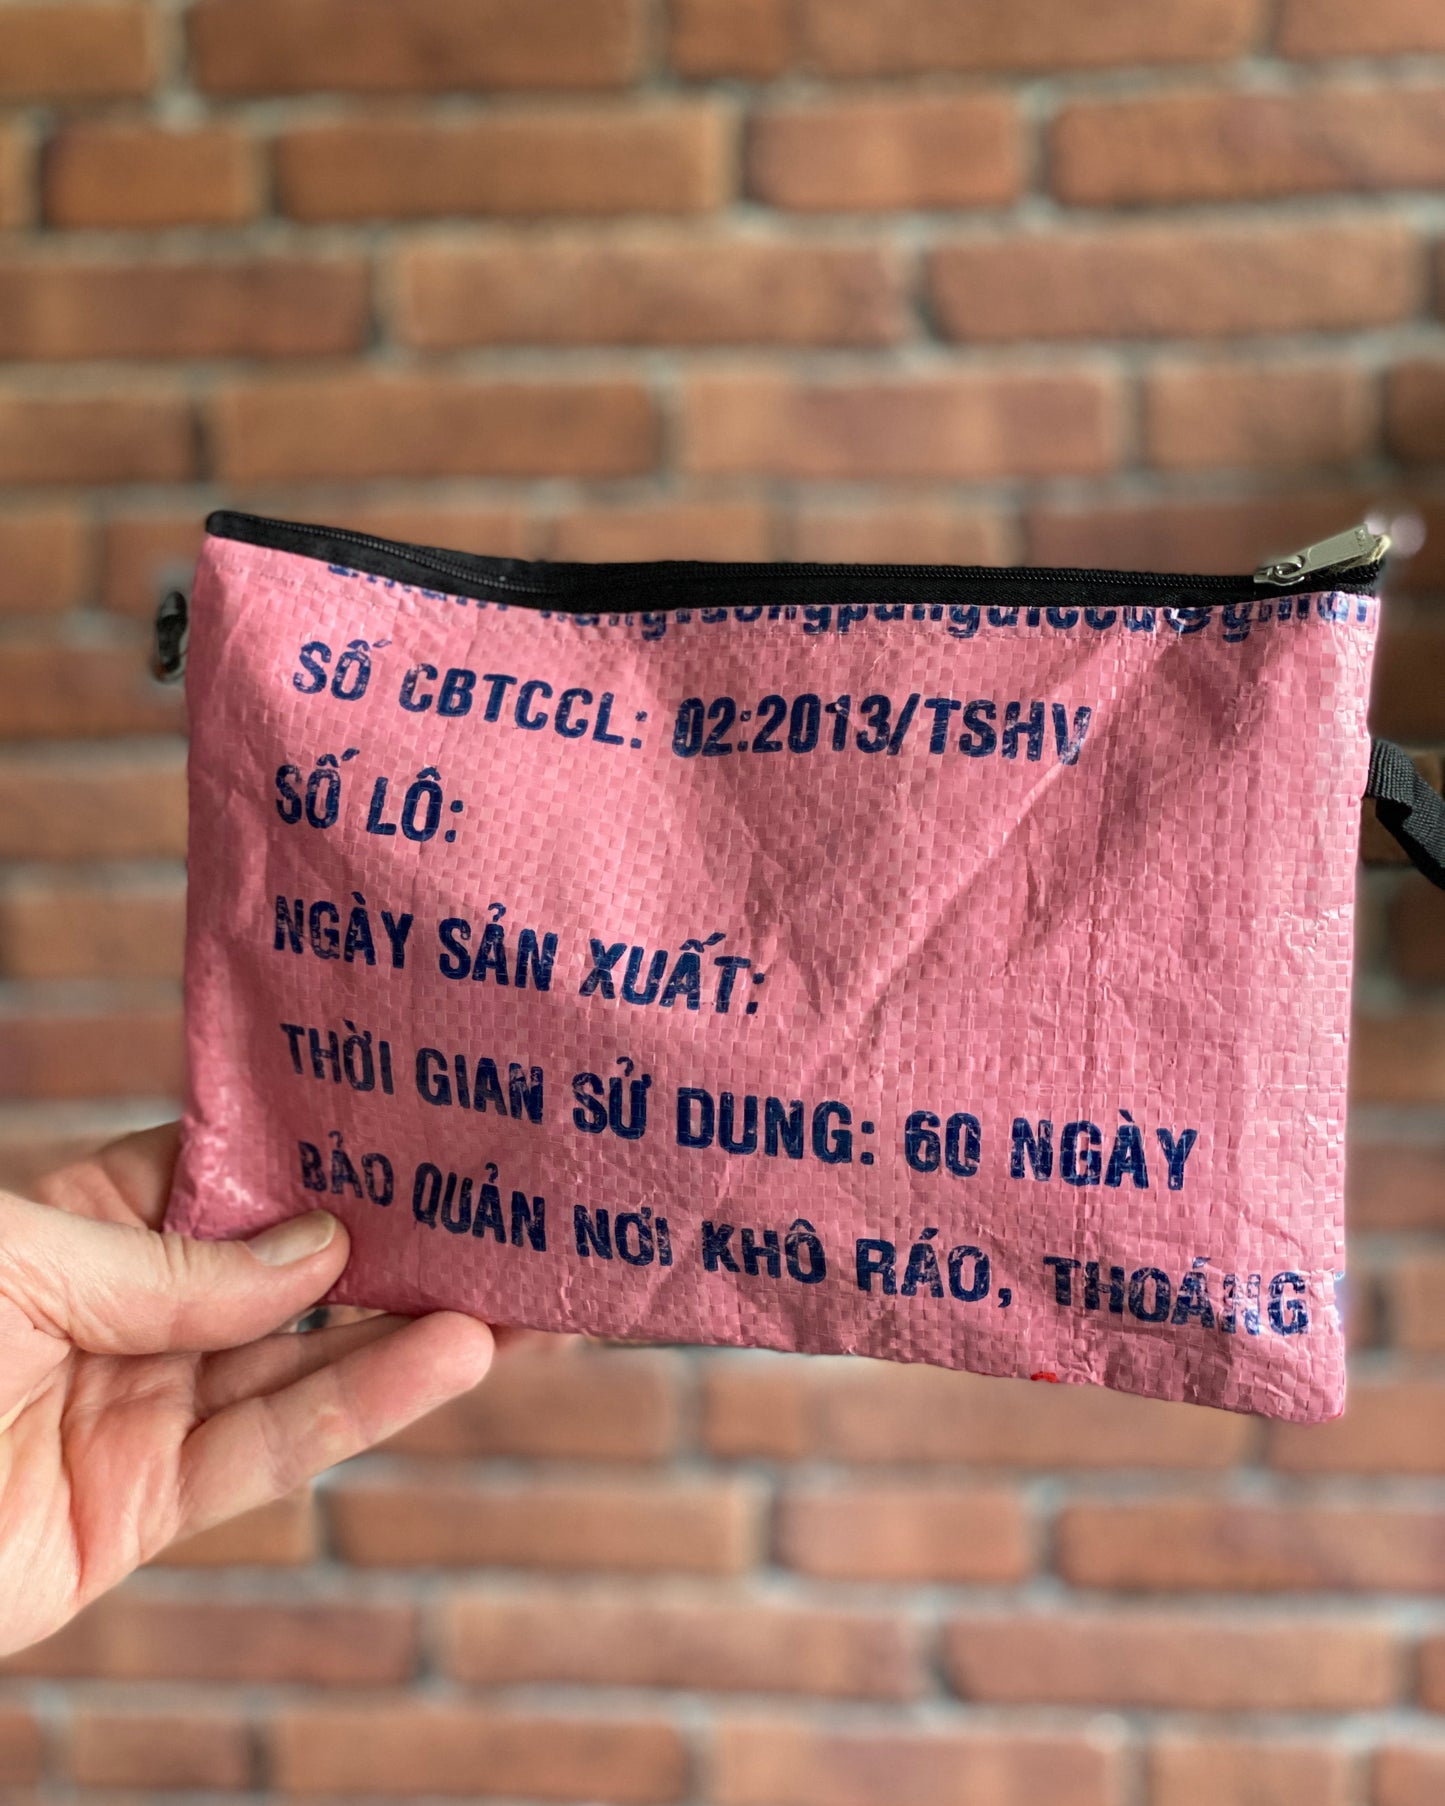 SỐ CBTCCL: 02:2013/TSHV
SỐ LÔ:
NGÀY SẢN XUẤT:
THỜI GIAN SỬ DỤNG: 60 NGÀY
BẢO QUẢN NƠI KHÔ RÁO, THOÁNG